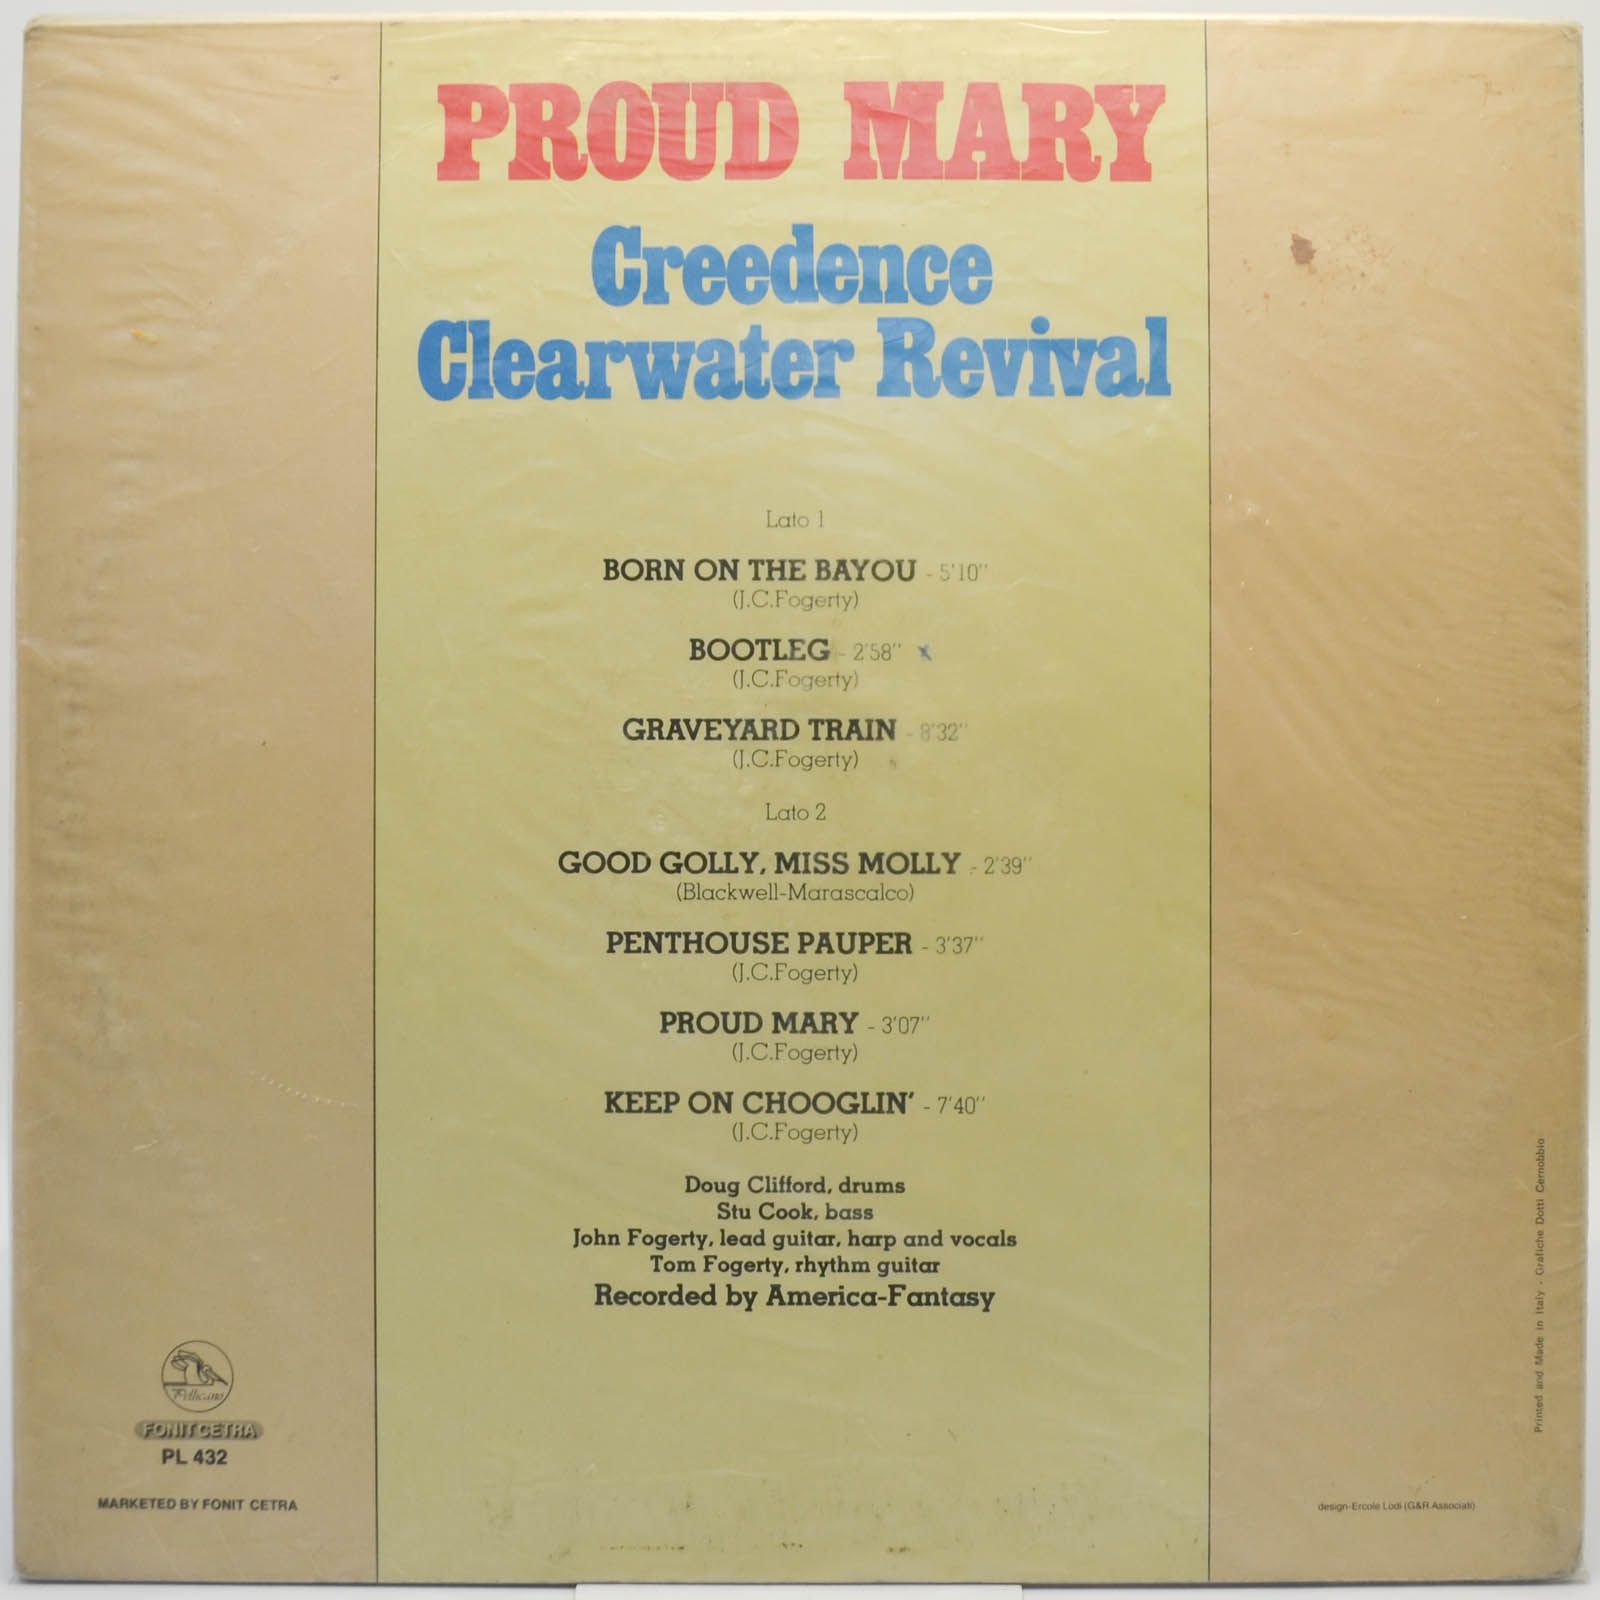 PROUD MARY
Creedence
Clearwater Revival
Lato 1
BORN ON THE BAYOU - 5'10''
(J.C.Fogerty)
BOOTLEG - 2'58''
(J.C.Fogerty)
GRAVEYARD TRAIN - 8'32''
(J.C.Fogerty)
Lato 2
GOOD GOLLY, MISS MOLLY - 2'39''
(Blackwell-Marascalco)
PENTHOUSE PAUPER - 3'37''
(J.C.Fogerty)
PROUD MARY - 3'07''
(J.C.Fogerty)
KEEP ON CHOOGLIN' - 7'40''
(J.C.Fogerty)
Doug Clifford, drums
Stu Cook, bass
John Fogerty, lead guitar, harp and vocals
Tom Fogerty, rhythm guitar
Recorded by America-Fantasy
Pellicano
FONIT CETRA
PL 432
MARKETED BY FONIT CETRA
Printed and Made in Italy - Grafiche Dotti Cernobbio
design-Ercole Lodi (G&R Associati)